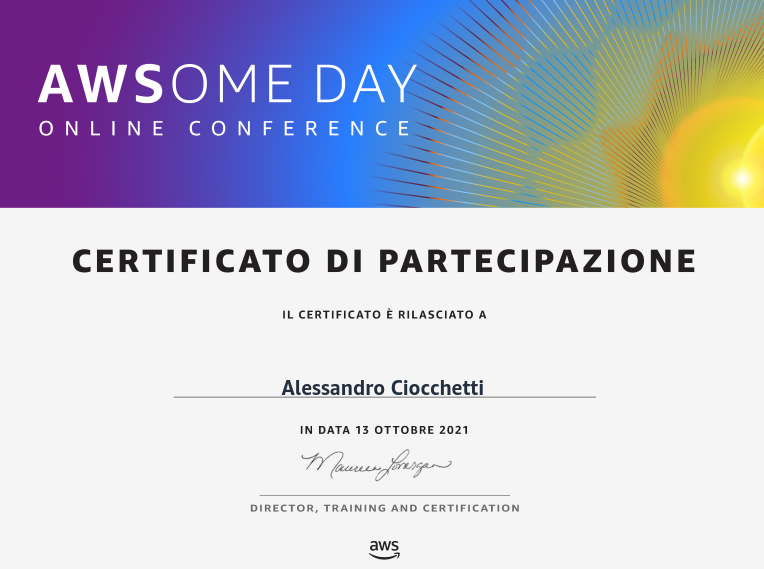 AWSOME DAY
ONLINE CONFERENCE
CERTIFICATO DI PARTECIPAZIONE
IL CERTIFICATO È RILASCIATO A
Alessandro Ciocchetti
IN DATA 13 OTTOBRE 2021
Maureen Lonergan
DIRECTOR, TRAINING AND CERTIFICATION
aws